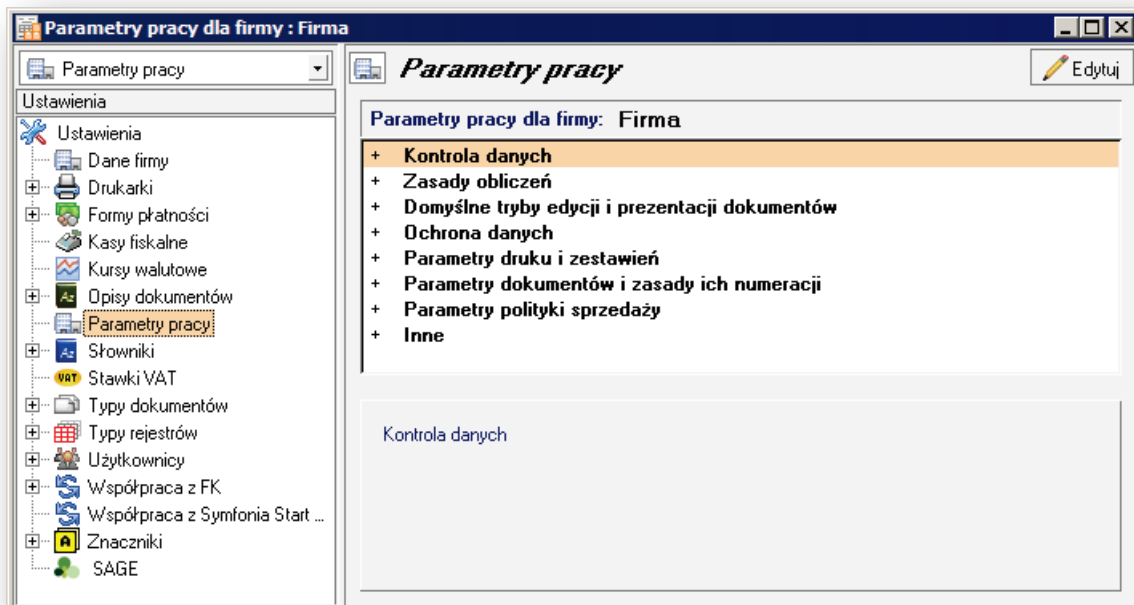 Parametry pracy dla firmy : Firma
Parametry pracy
Ustawienia
Ustawienia
Dane firmy
Drukarki
Formy płatności
Kasy fiskalne
Kursy walutowe
Az Opisy dokumentów
Parametry pracy
Az Słowniki
VAT Stawki VAT
Typy dokumentów
Typy rejestrów
Użytkownicy
Współpraca z FK
Współpraca z Symfonia Start ...
A Znaczniki
SAGE
Parametry pracy
Edytuj
Parametry pracy dla firmy: Firma
+ Kontrola danych
+ Zasady obliczeń
+ Domyślne tryby edycji i prezentacji dokumentów
+ Ochrona danych
+ Parametry druku i zestawień
+ Parametry dokumentów i zasady ich numeracji
+ Parametry polityki sprzedaży
+ Inne
Kontrola danych